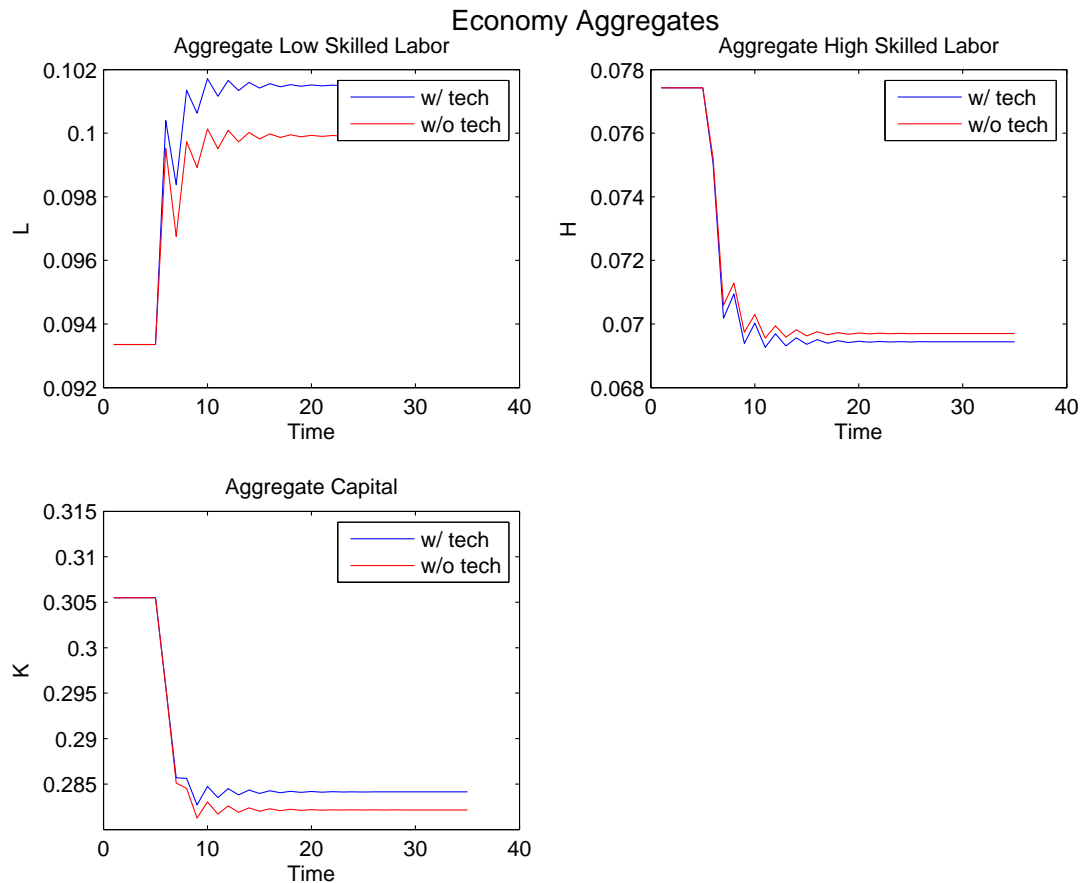 Economy Aggregates
Aggregate Low Skilled Labor
0.102
0.1
0.098
0.096
0.094
0.092
L
0
10
20
30
40
Time
w/ tech
w/o tech
Aggregate High Skilled Labor
0.078
0.076
0.074
0.072
0.07
0.068
H
0
10
20
30
40
Time
w/ tech
w/o tech
Aggregate Capital
0.315
0.31
0.305
0.3
0.295
0.29
0.285
K
0
10
20
30
40
Time
w/ tech
w/o tech